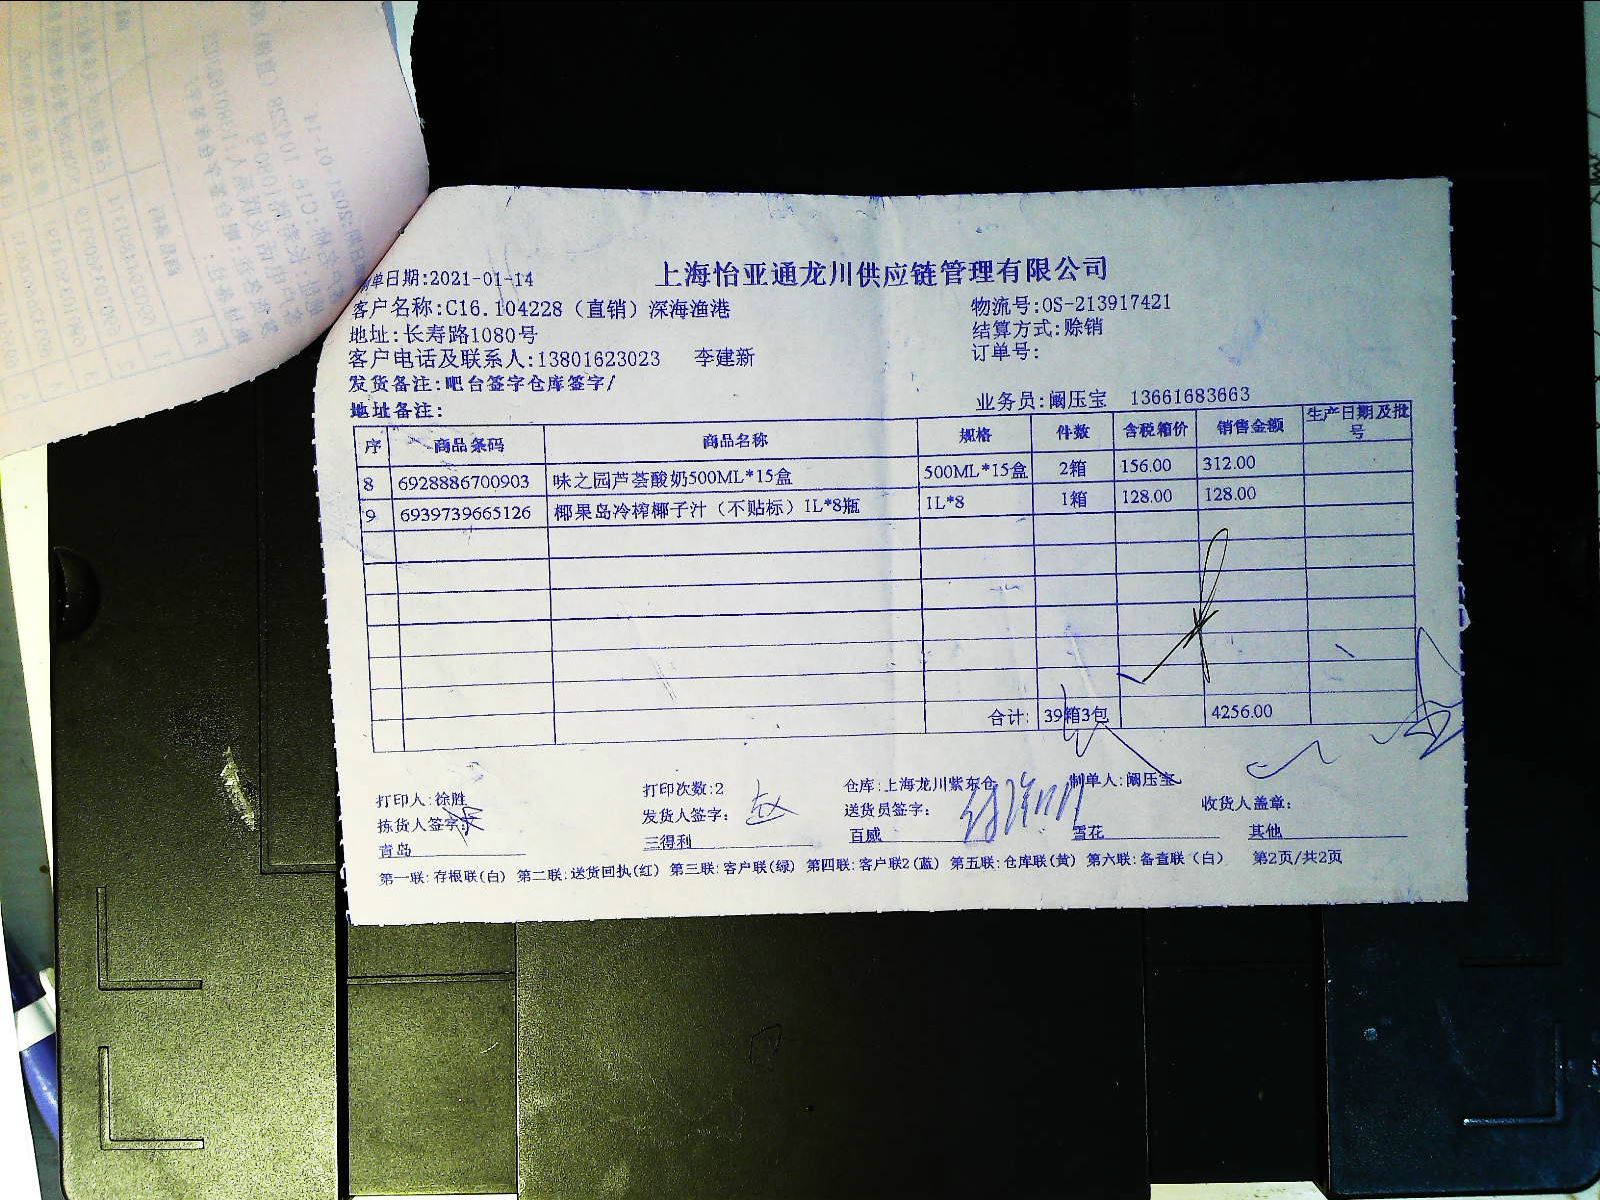 制单日期:2021-01-14
上海怡亚通龙川供应链管理有限公司
客户名称:C16.104228（直销）深海渔港
物流号:OS-213917421
地址:长寿路1080号
结算方式:赊销
客户电话及联系人:13801623023 李建新
订单号:
发货备注:吧台签字仓库签字/
地址备注:
业务员:阚压宝 13661683663
序 商品条码 商品名称 规格 件数 含税箱价 销售金额 生产日期及批号
8 6928886700903 味之园芦荟酸奶500ML*15盒 500ML*15盒 2箱 156.00 312.00
9 6939739665126 椰果岛冷榨椰子汁（不贴标）1L*8瓶 1L*8 1箱 128.00 128.00
合计: 39箱3包 4256.00
打印人:徐胜 打印次数:2 仓库:上海龙川紫东仓 制单人:阚压宝
拣货人签字: 发货人签字: 送货员签字: 收货人盖章:
青岛 三得利 百威 雪花 其他
第一联:存根联(白) 第二联:送货回执(红) 第三联:客户联(绿) 第四联:客户联2(蓝) 第五联:仓库联(黄) 第六联:备查联(白) 第2页/共2页